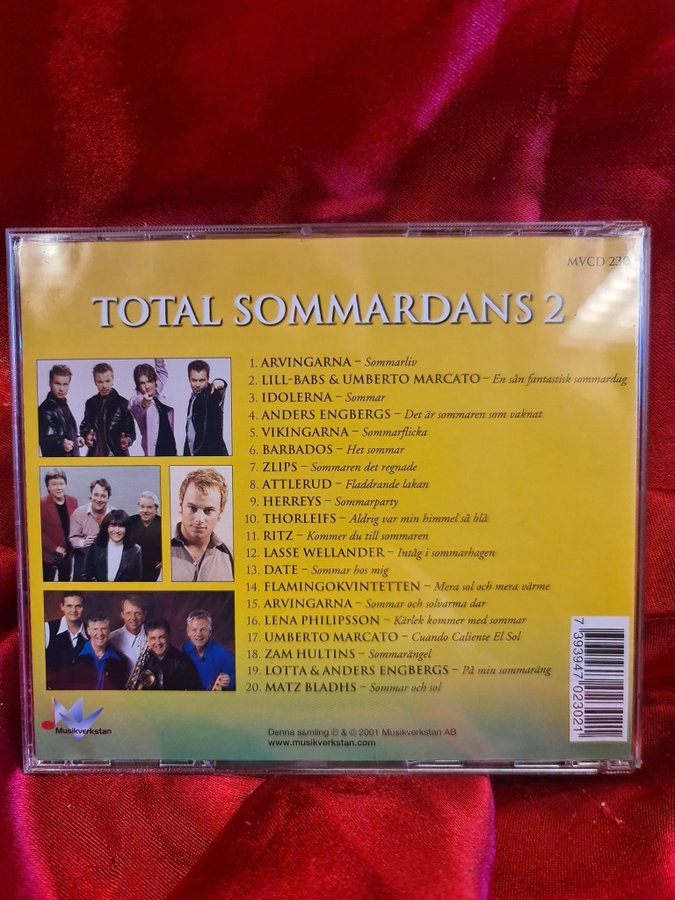 MVCD 230
TOTAL SOMMARDANS 2
1. ARVINGARNA – Sommarliv
2. LILL-BABS & UMBERTO MARCATO – En sån fantastisk sommardag
3. IDOLERNA – Sommar
4. ANDERS ENGBERGS – Det är sommaren som vaknat
5. VIKINGARNA – Sommarflicka
6. BARBADOS – Het sommar
7. ZLIPS – Sommaren det regnade
8. ATTLERUD – Fladdrande lakan
9. HERREYS – Sommarparty
10. THORLEIFS – Aldrig var min himmel så blå
11. RITZ – Kommer du till sommaren
12. LASSE WELLANDER – Intåg i sommarhagen
13. DATE – Sommar hos mig
14. FLAMINGOKVINTETTEN – Mera sol och mera värme
15. ARVINGARNA – Sommar och solvarma dar
16. LENA PHILIPSSON – Kärlek kommer med sommar
17. UMBERTO MARCATO – Cuando Caliente El Sol
18. ZAM HULTINS – Sommarängel
19. LOTTA & ANDERS ENGBERGS – På min sommaräng
20. MATZ BLADHS – Sommar och sol
7393947023021
Musikverkstan
Denna samling ℗ & © 2001 Musikverkstan AB
www.musikverkstan.com